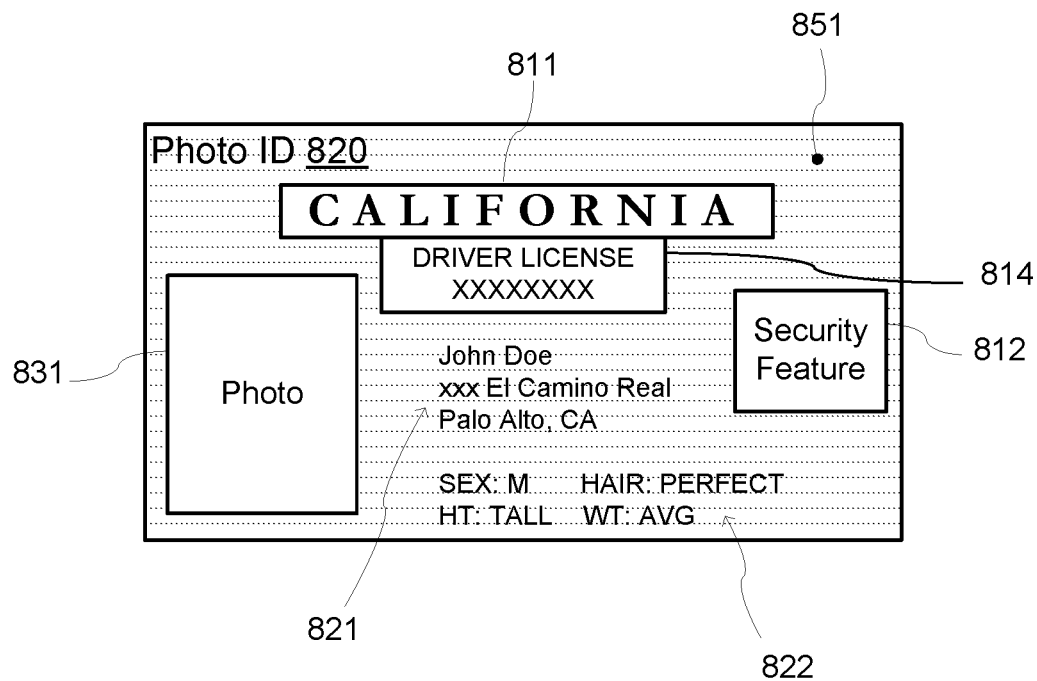 851
811
Photo ID 820
CALIFORNIA
DRIVER LICENSE
XXXXXXXX
814
Security
Feature
812
831
Photo
John Doe
xxx El Camino Real
Palo Alto, CA
SEX: M HAIR: PERFECT
HT: TALL WT: AVG
821
822